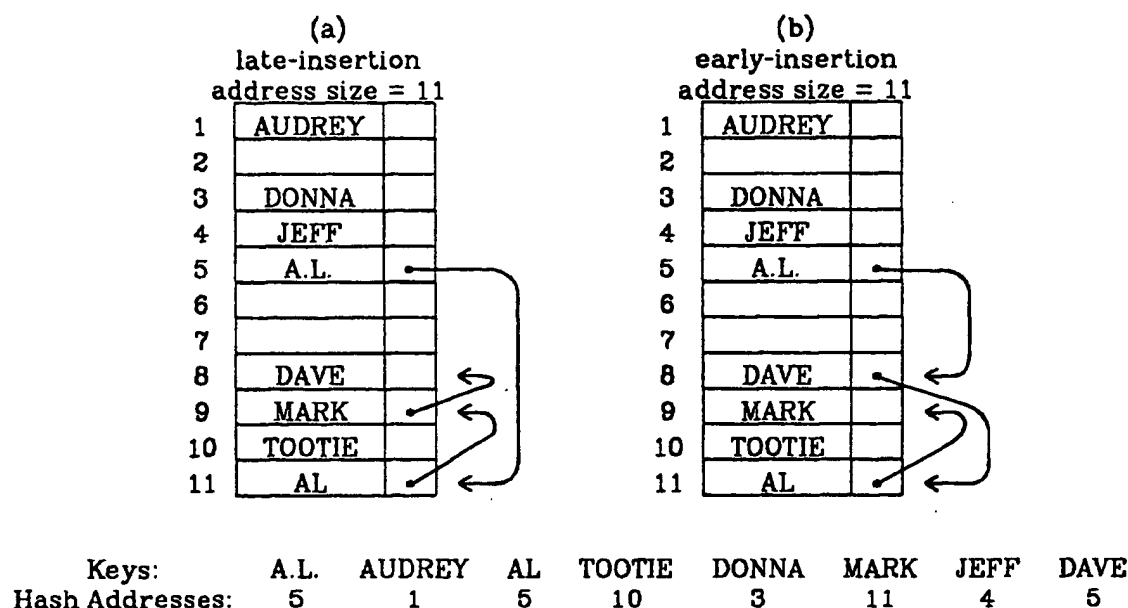 (a)
late-insertion
address size = 11
1 AUDREY
2
3 DONNA
4 JEFF
5 A.L.
6
7
8 DAVE
9 MARK
10 TOOTIE
11 AL
(b)
early-insertion
address size = 11
1 AUDREY
2
3 DONNA
4 JEFF
5 A.L.
6
7
8 DAVE
9 MARK
10 TOOTIE
11 AL
Keys: A.L. AUDREY AL TOOTIE DONNA MARK JEFF DAVE
Hash Addresses: 5 1 5 10 3 11 4 5